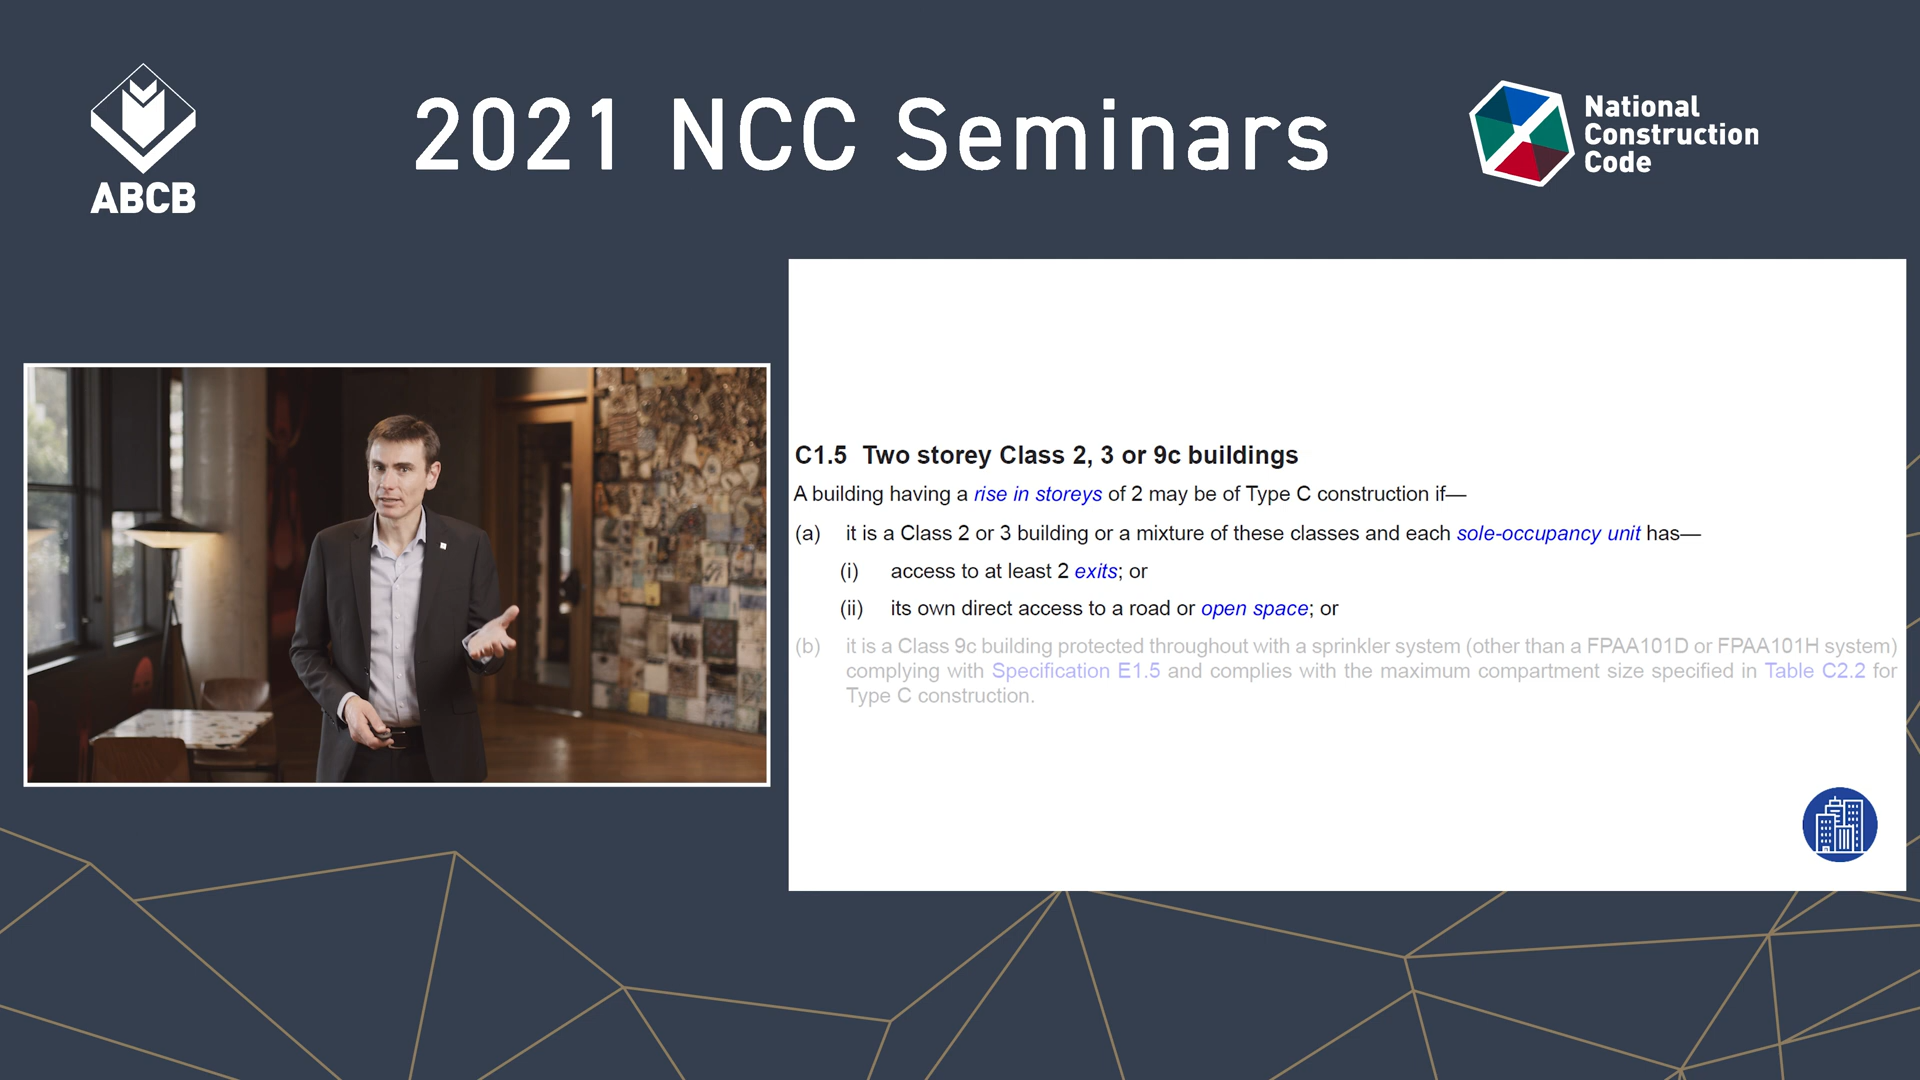 ABCB
2021 NCC Seminars
National
Construction
Code
C1.5 Two storey Class 2, 3 or 9c buildings
A building having a rise in storeys of 2 may be of Type C construction if—
(a) it is a Class 2 or 3 building or a mixture of these classes and each sole-occupancy unit has—
(i) access to at least 2 exits; or
(ii) its own direct access to a road or open space; or
(b) it is a Class 9c building protected throughout with a sprinkler system (other than a FPAA101D or FPAA101H system)
complying with Specification E1.5 and complies with the maximum compartment size specified in Table C2.2 for
Type C construction.